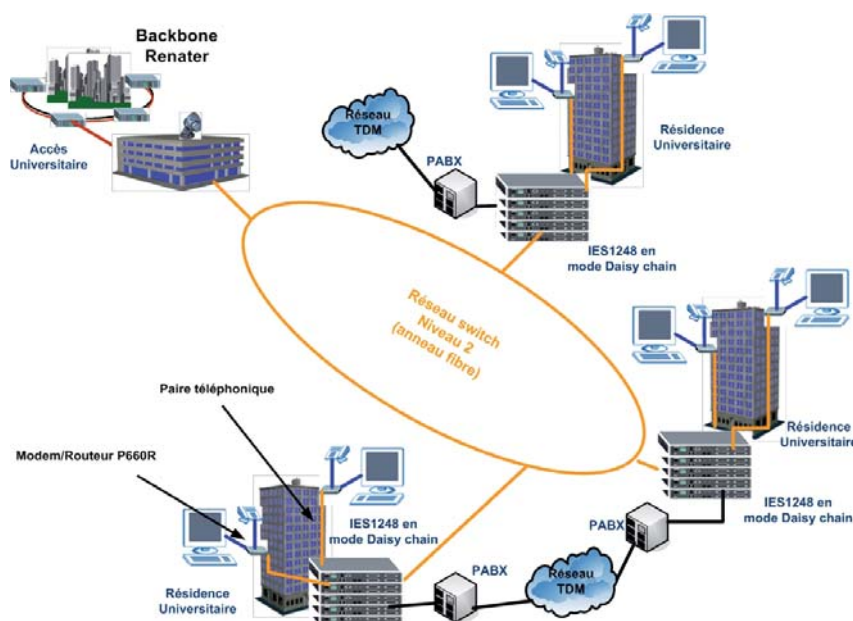 Backbone
Renater
Accès
Universitaire
Réseau
TDM
PABX
Résidence
Universitaire
IES1248 en
mode Daisy chain
Réseau switch
Niveau 2
(anneau fibre)
Paire téléphonique
Modem/Routeur P660R
Résidence
Universitaire
IES1248 en
mode Daisy chain
PABX
IES1248 en
mode Daisy chain
Résidence
Universitaire
PABX
Réseau
TDM